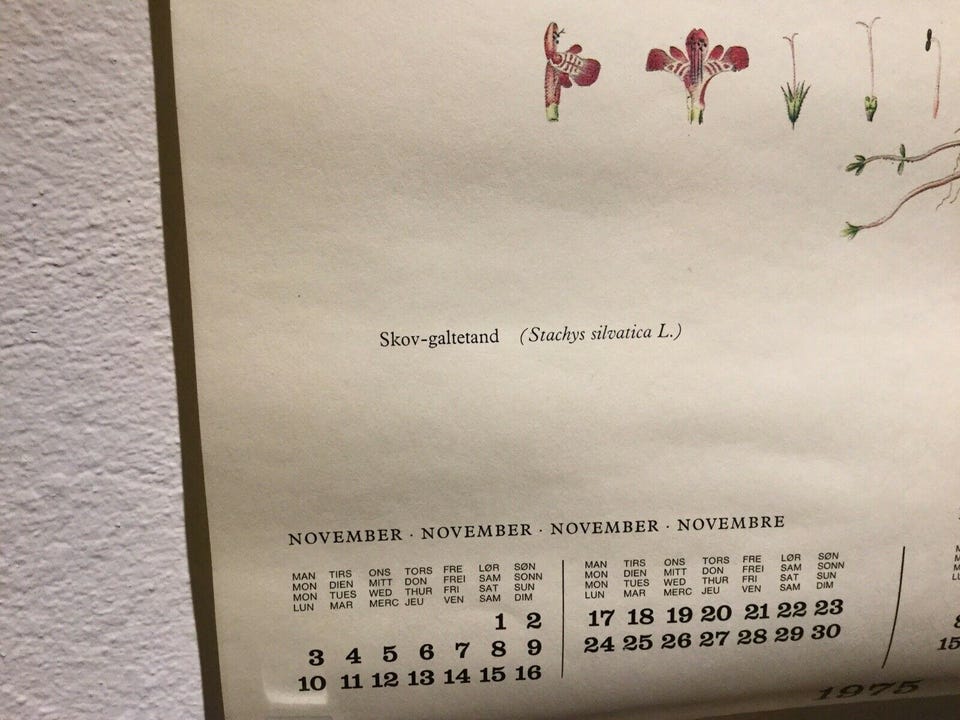 Skov-galtetand (Stachys silvatica L.)
NOVEMBER · NOVEMBER · NOVEMBER · NOVEMBRE
MAN TIRS ONS TORS FRE LØR SØN
MON DIEN MITT DON FREI SAM SONN
MON TUES WED THUR FRI SAT SUN
LUN MAR MERC JEU VEN SAM DIM
1 2
3 4 5 6 7 8 9
10 11 12 13 14 15 16
MAN TIRS ONS TORS FRE LØR SØN
MON DIEN MITT DON FREI SAM SONN
MON TUES WED THUR FRI SAT SUN
LUN MAR MERC JEU VEN SAM DIM
17 18 19 20 21 22 23
24 25 26 27 28 29 30
15
1975